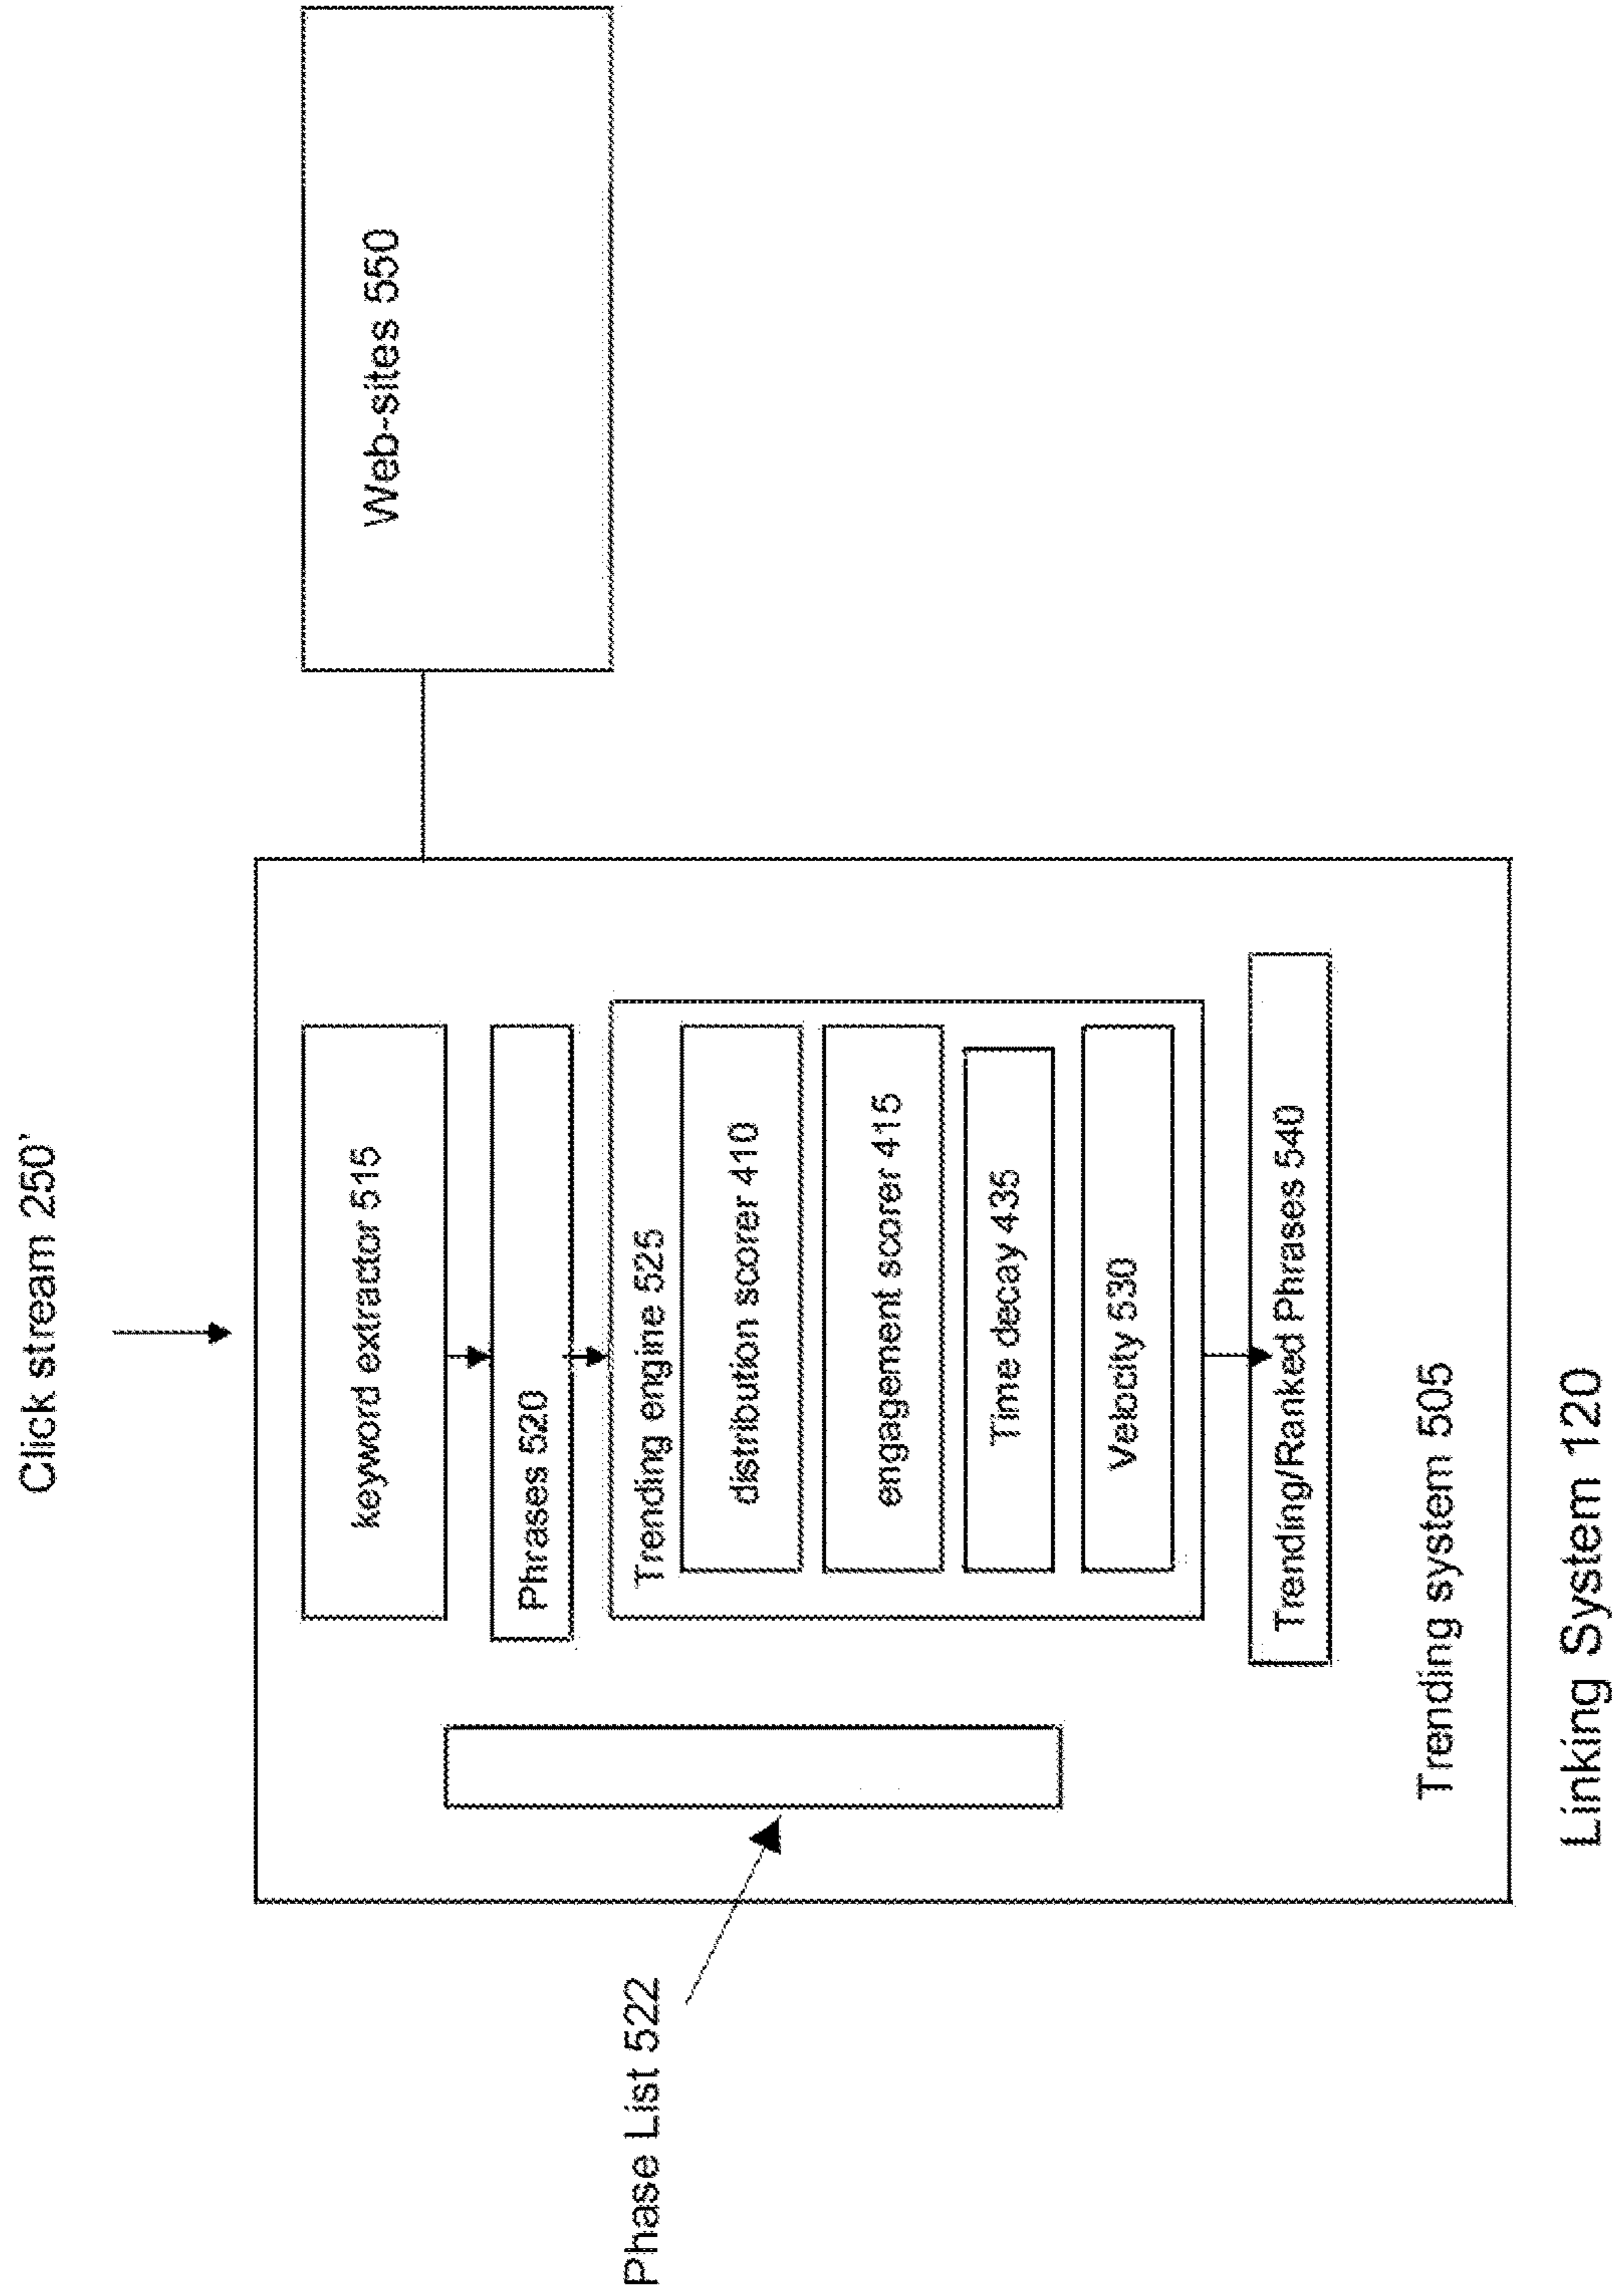 Click stream 250'
Web-sites 550
keyword extractor 515
Phrases 520
Phase List 522
Trending engine 525
distribution scorer 410
engagement scorer 415
Time decay 435
Velocity 530
Trending/Ranked Phrases 540
Trending system 505
Linking System 120